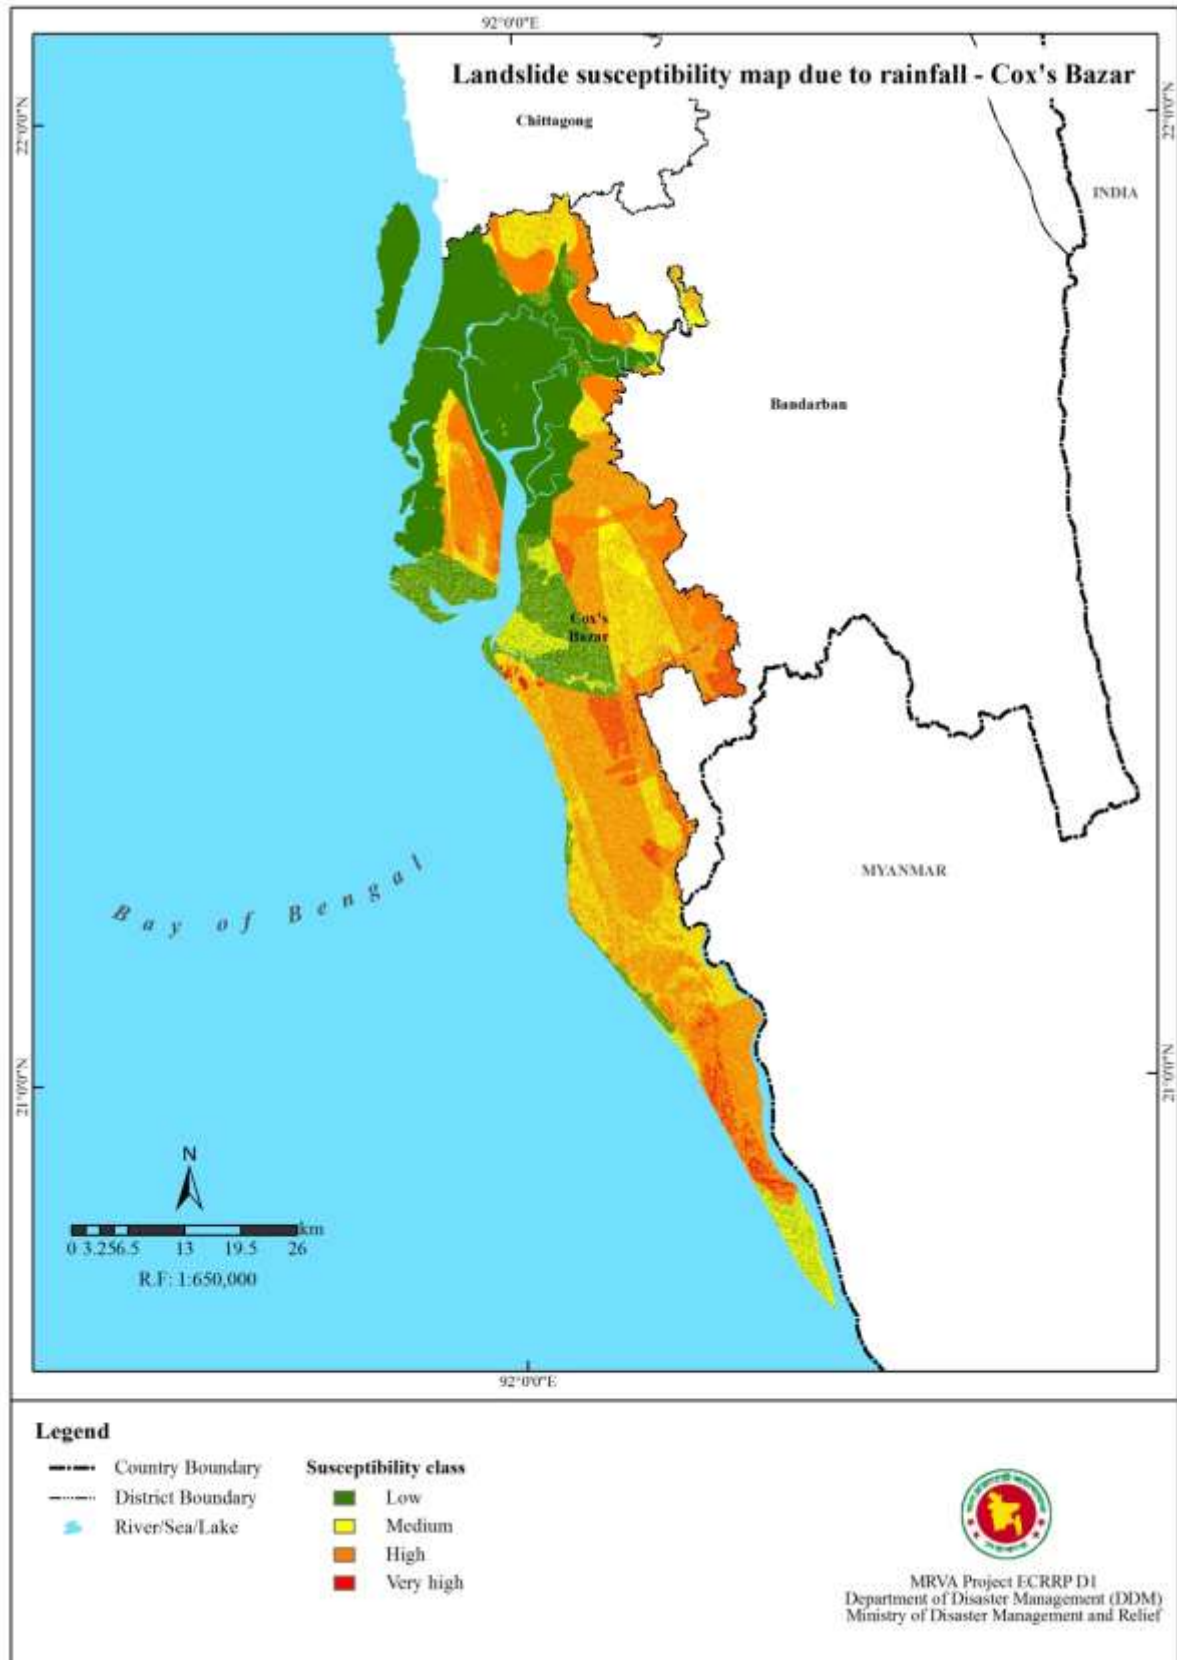 92°0'0"E
Landslide susceptibility map due to rainfall - Cox's Bazar
Chittagong
22°0'0"N
22°0'0"N
INDIA
Bandarban
Cox's
Bazar
MYANMAR
Bay of Bengal
21°0'0"N
21°0'0"N
N
km
0 3.25 6.5 13 19.5 26
R.F: 1:650,000
92°0'0"E
Legend
Country Boundary
District Boundary
River/Sea/Lake
Susceptibility class
Low
Medium
High
Very high
MRVA Project ECRRP D1
Department of Disaster Management (DDM)
Ministry of Disaster Management and Relief